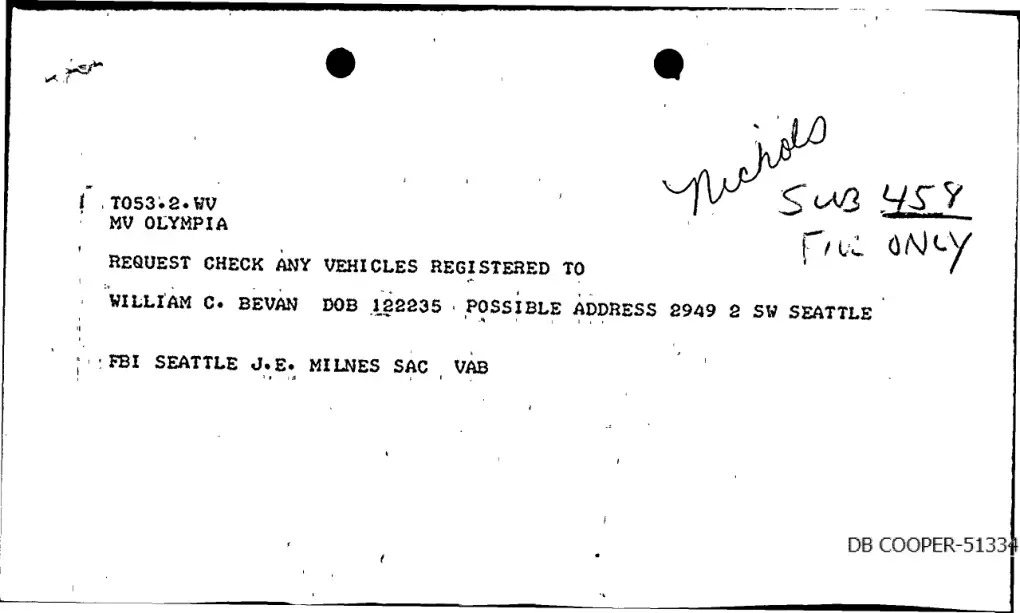 Nichols
SUB 458
FILE ONLY
TO53.2.WV
MV OLYMPIA
REQUEST CHECK ANY VEHICLES REGISTERED TO
WILLIAM C. BEVAN DOB 122235 POSSIBLE ADDRESS 2949 2 SW SEATTLE
FBI SEATTLE J.E. MILNES SAC VAB
DB COOPER-51334